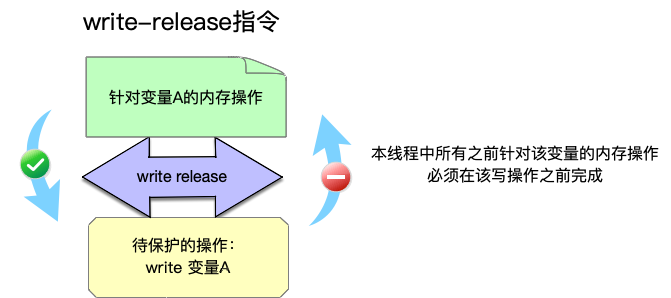 write-release指令
针对变量A的内存操作
write release
本线程中所有之前针对该变量的内存操作
必须在该写操作之前完成
待保护的操作：
write 变量A